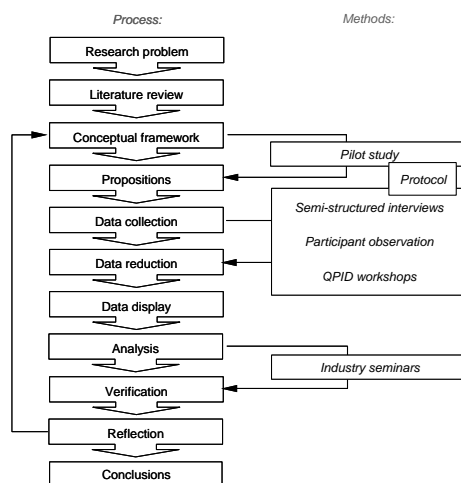 Process:
Methods:
Research problem
Literature review
Conceptual framework
Pilot study
Propositions
Protocol
Data collection
Semi-structured interviews
Participant observation
Data reduction
QPID workshops
Data display
Analysis
Industry seminars
Verification
Reflection
Conclusions